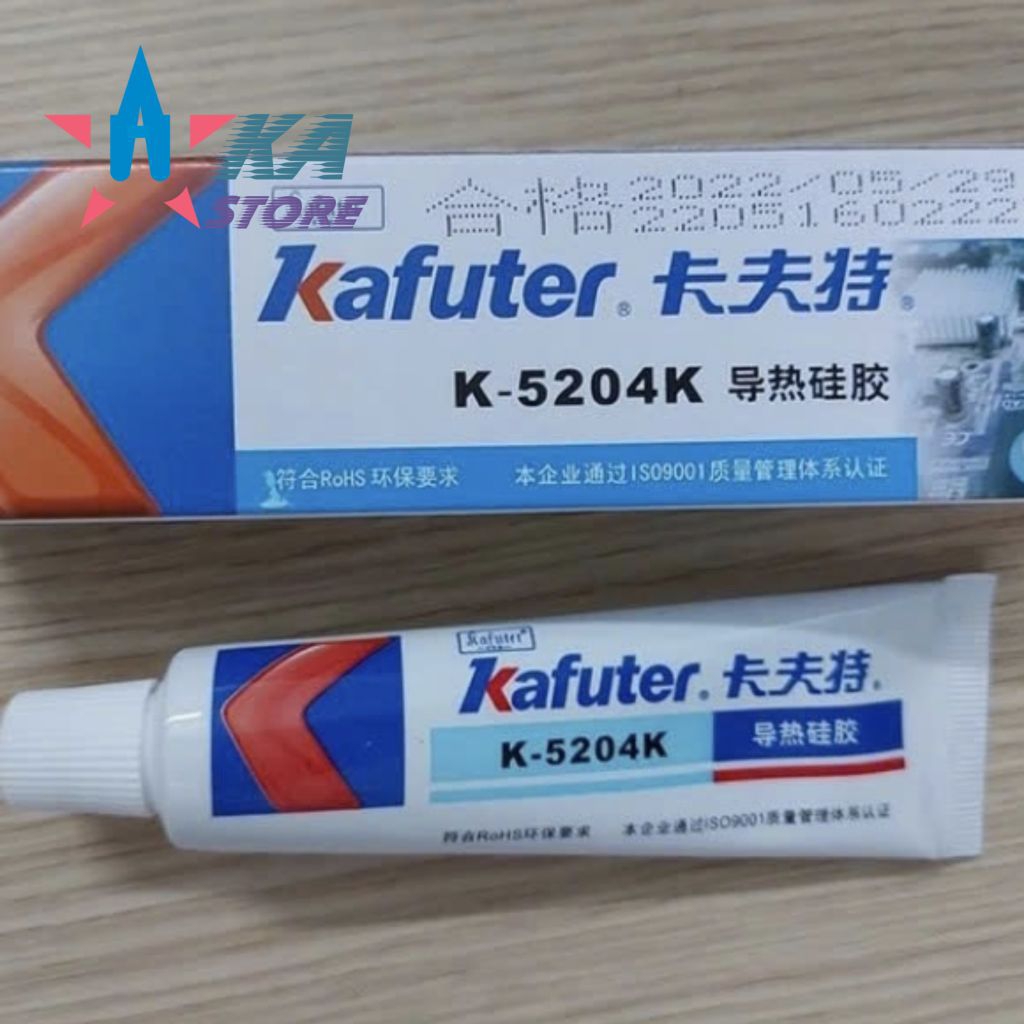 KA
STORE
合格 2022/05/29
2205160222
Kafuter® 卡夫特®
K-5204K 导热硅胶
符合RoHS 环保要求 本企业通过ISO9001质量管理体系认证
Kafuter®
Kafuter® 卡夫特®
K-5204K 导热硅胶
符合RoHS环保要求 本企业通过ISO9001质量管理体系认证